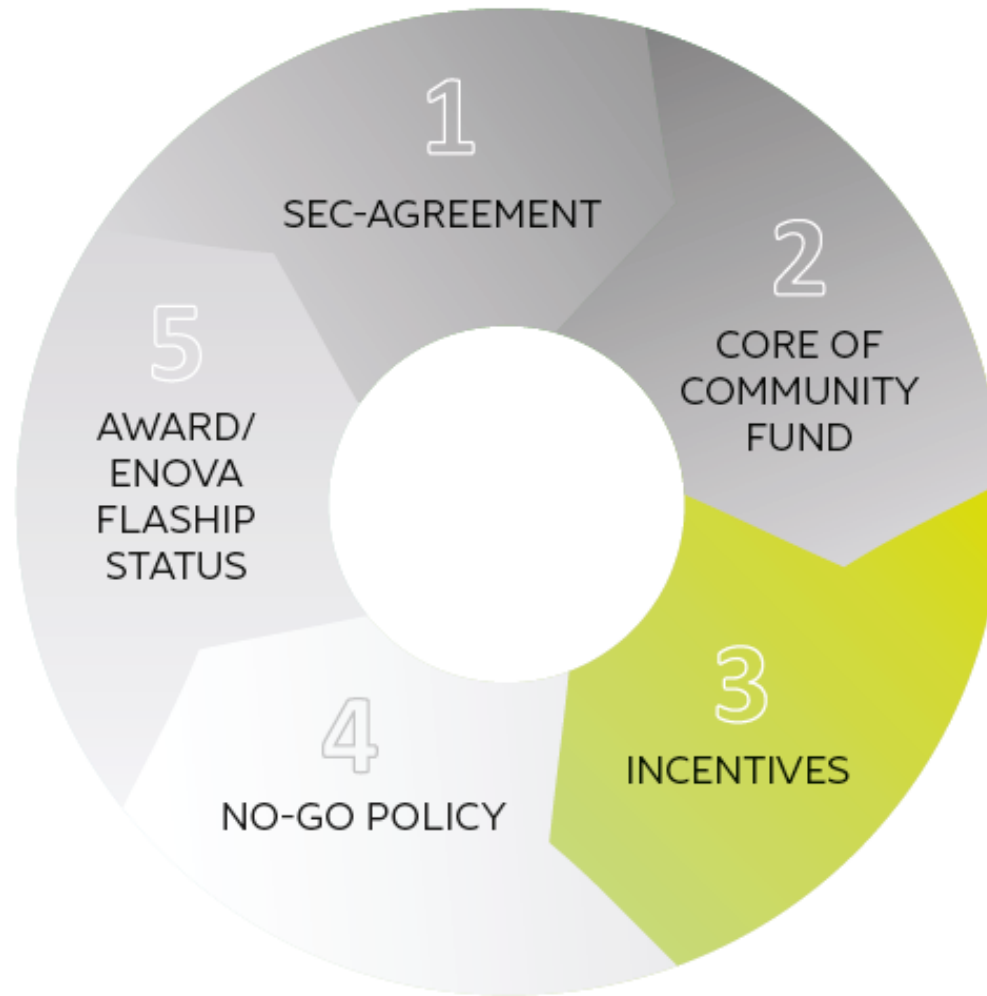 1
SEC-AGREEMENT
2
CORE OF
COMMUNITY
FUND
3
INCENTIVES
4
NO-GO POLICY
5
AWARD/
ENOVA
FLASHIP
STATUS